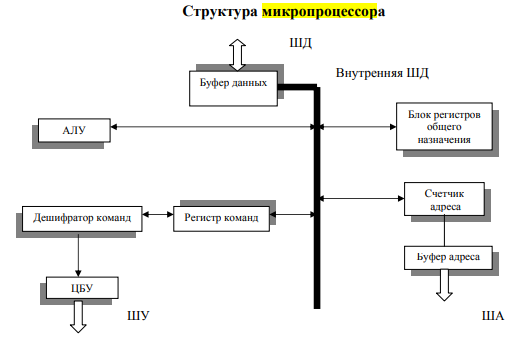 Структура микропроцессора
ШД
Буфер данных
Внутренняя ШД
АЛУ
Блок регистров
общего
назначения
Дешифратор команд
Регистр команд
Счетчик
адреса
Буфер адреса
ЦБУ
ШУ
ША